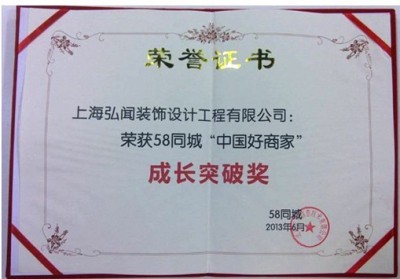 荣誉证书
上海弘闻装饰设计工程有限公司：
荣获58同城“中国好商家”
成长突破奖
58同城
2013年6月